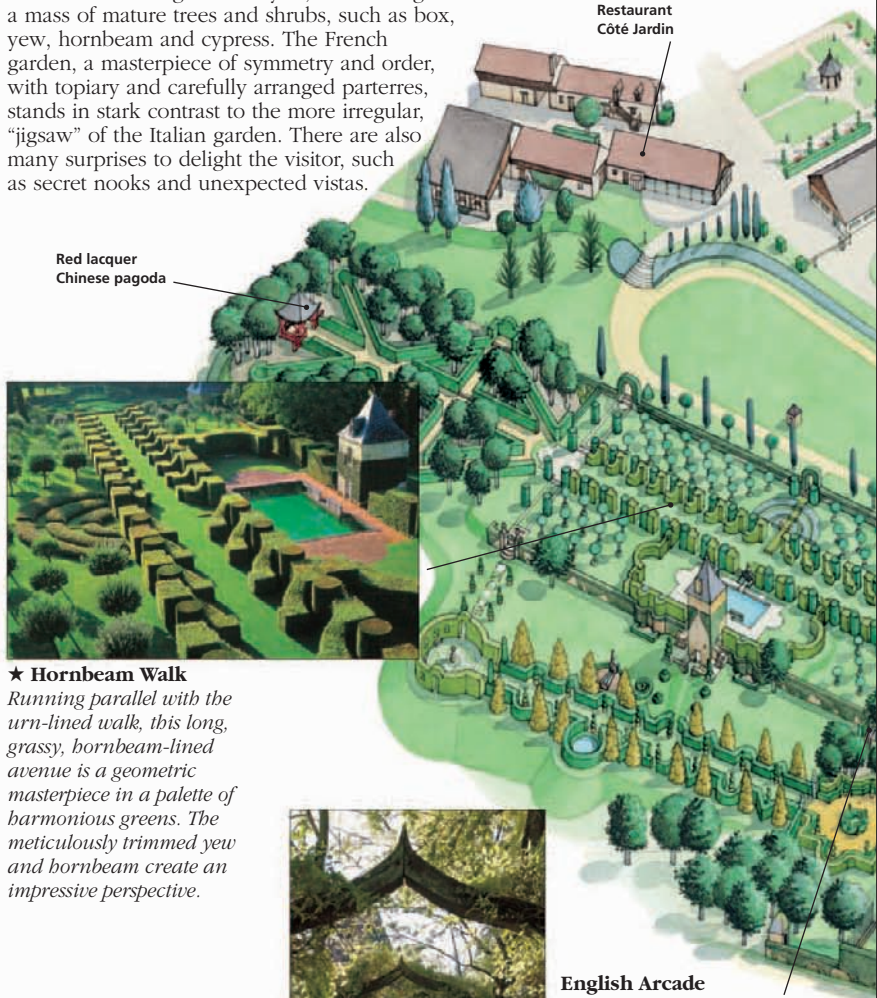 a mass of mature trees and shrubs, such as box,
yew, hornbeam and cypress. The French
garden, a masterpiece of symmetry and order,
with topiary and carefully arranged parterres,
stands in stark contrast to the more irregular,
“jigsaw” of the Italian garden. There are also
many surprises to delight the visitor, such
as secret nooks and unexpected vistas.
Restaurant
Côté Jardin
Red lacquer
Chinese pagoda
★ Hornbeam Walk
Running parallel with the
urn-lined walk, this long,
grassy, hornbeam-lined
avenue is a geometric
masterpiece in a palette of
harmonious greens. The
meticulously trimmed yew
and hornbeam create an
impressive perspective.
English Arcade